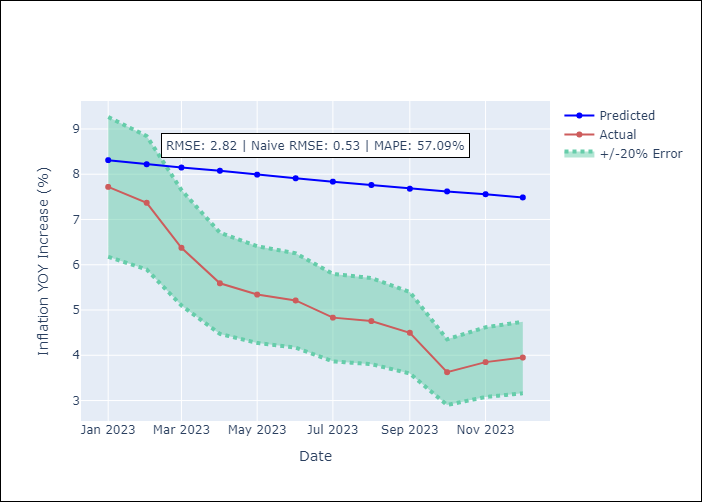 RMSE: 2.82 | Naive RMSE: 0.53 | MAPE: 57.09%
Predicted
Actual
+/-20% Error
Inflation YOY Increase (%)
9
8
7
6
5
4
3
Jan 2023 Mar 2023 May 2023 Jul 2023 Sep 2023 Nov 2023
Date